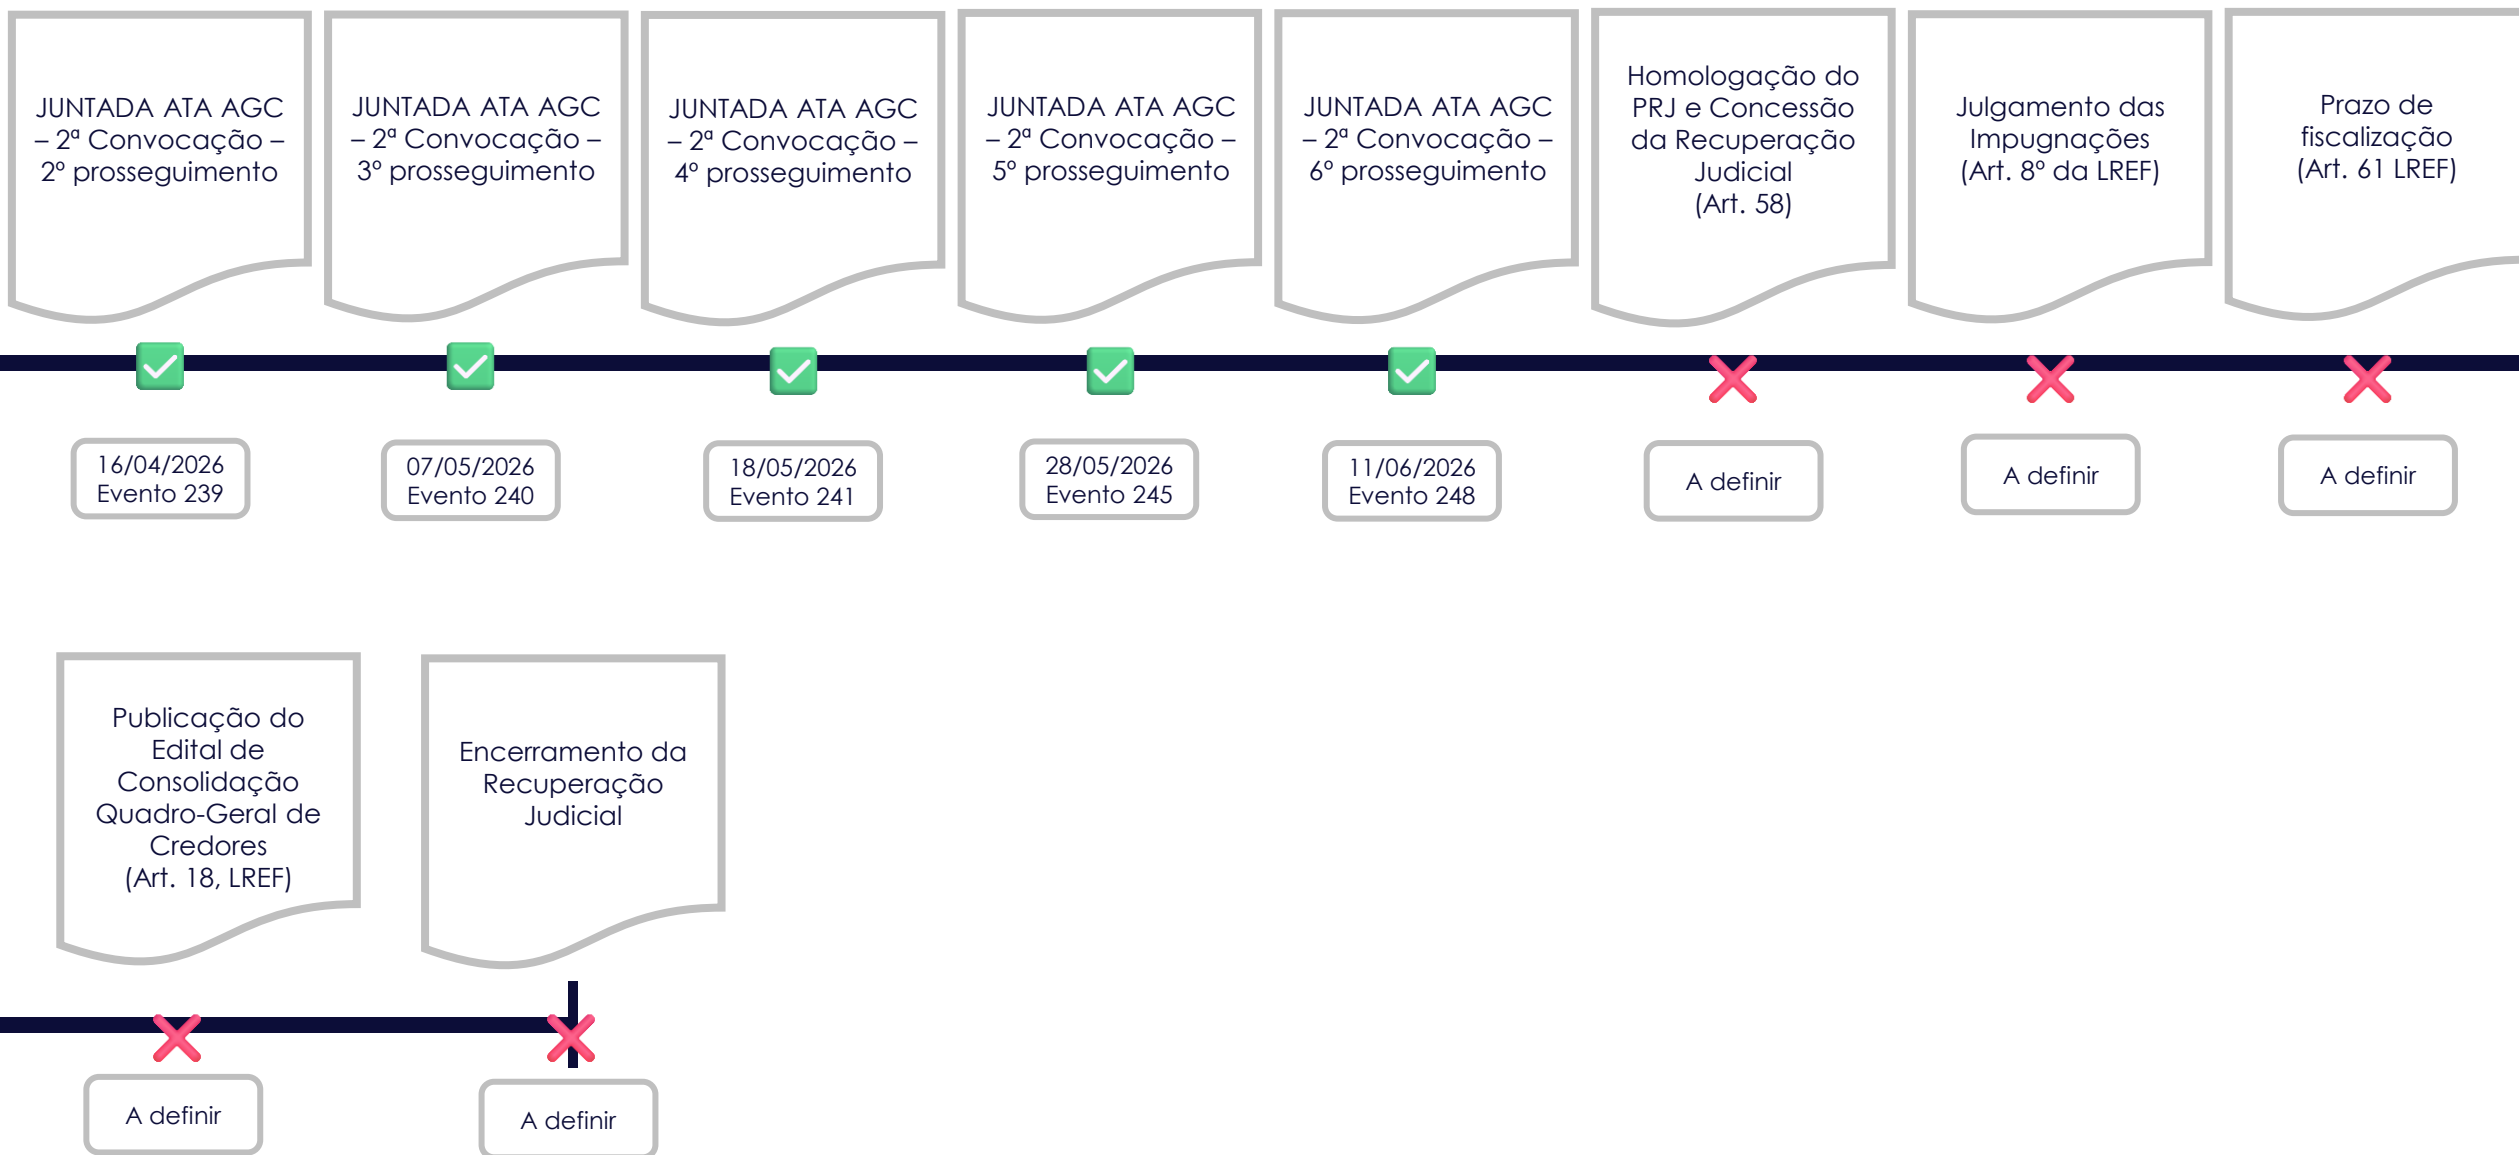 JUNTADA ATA AGC
– 2ª Convocação –
2º prosseguimento
JUNTADA ATA AGC
– 2ª Convocação –
3º prosseguimento
JUNTADA ATA AGC
– 2ª Convocação –
4º prosseguimento
JUNTADA ATA AGC
– 2ª Convocação –
5º prosseguimento
JUNTADA ATA AGC
– 2ª Convocação –
6º prosseguimento
Homologação do
PRJ e Concessão
da Recuperação
Judicial
(Art. 58)
Julgamento das
Impugnações
(Art. 8º da LREF)
Prazo de
fiscalização
(Art. 61 LREF)
16/04/2026
Evento 239
07/05/2026
Evento 240
18/05/2026
Evento 241
28/05/2026
Evento 245
11/06/2026
Evento 248
A definir
A definir
A definir
Publicação do
Edital de
Consolidação
Quadro-Geral de
Credores
(Art. 18, LREF)
Encerramento da
Recuperação
Judicial
A definir
A definir